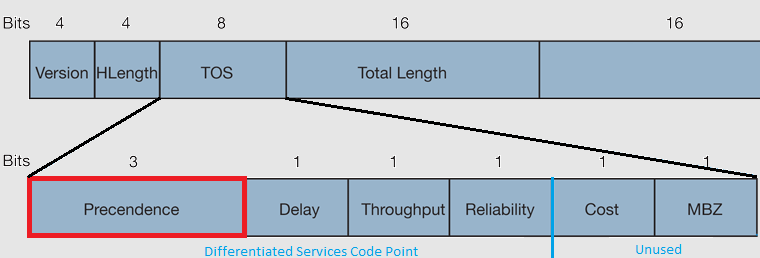 Bits 4 4 8 16 16
Version HLength TOS Total Length
Bits 3 1 1 1 1 1
Precendence Delay Throughput Reliability Cost MBZ
Differentiated Services Code Point Unused